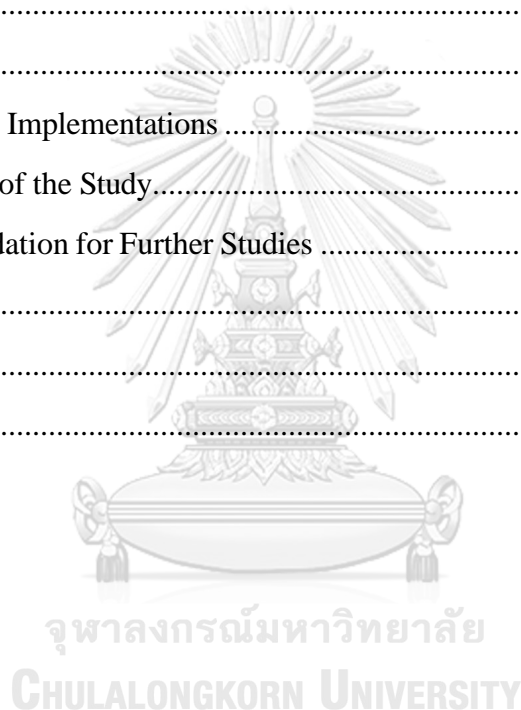 ................................................................
................................................................
Implementations ................................................
of the Study....................................................
dation for Further Studies .....................................
................................................................
................................................................
................................................................
จุฬาลงกรณ์มหาวิทยาลัย
CHULALONGKORN UNIVERSITY